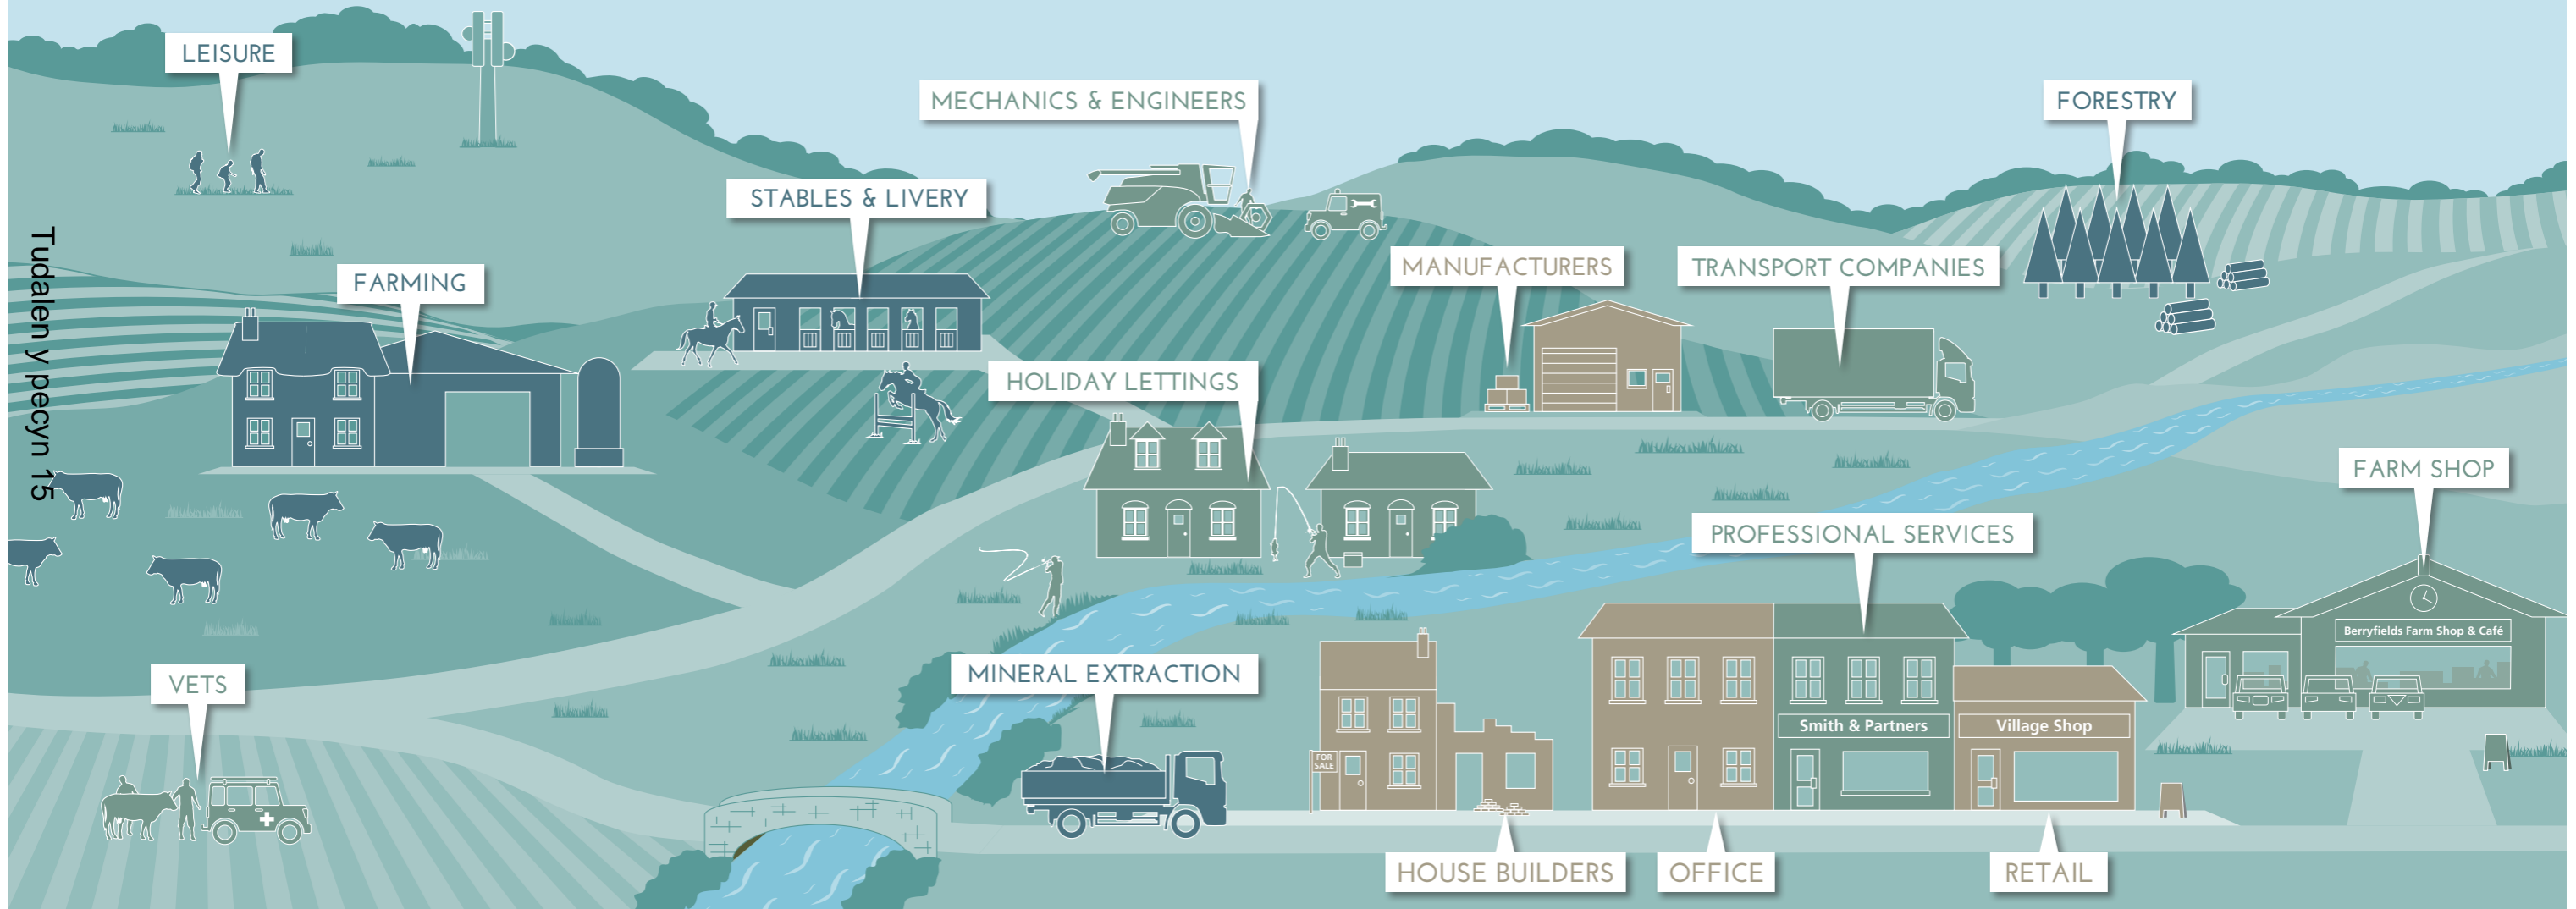 LEISURE
MECHANICS & ENGINEERS
FORESTRY
STABLES & LIVERY
FARMING
MANUFACTURERS
TRANSPORT COMPANIES
HOLIDAY LETTINGS
Tudalen y pecyn 15
FARM SHOP
PROFESSIONAL SERVICES
Berryfields Farm Shop & Café
VETS
MINERAL EXTRACTION
FOR
SALE
Smith & Partners
Village Shop
HOUSE BUILDERS
OFFICE
RETAIL